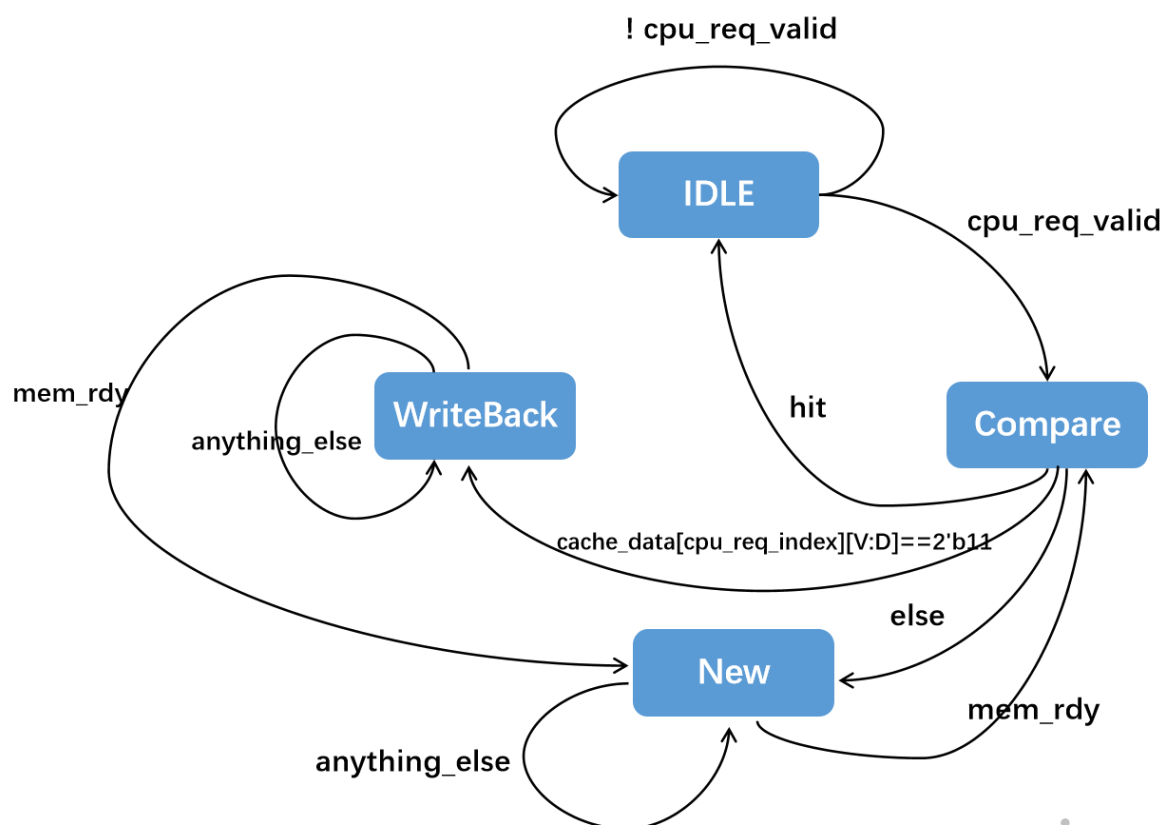 ! cpu_req_valid
IDLE
cpu_req_valid
mem_rdy
WriteBack
hit
Compare
anything_else
cache_data[cpu_req_index][V:D]==2'b11
else
New
mem_rdy
anything_else